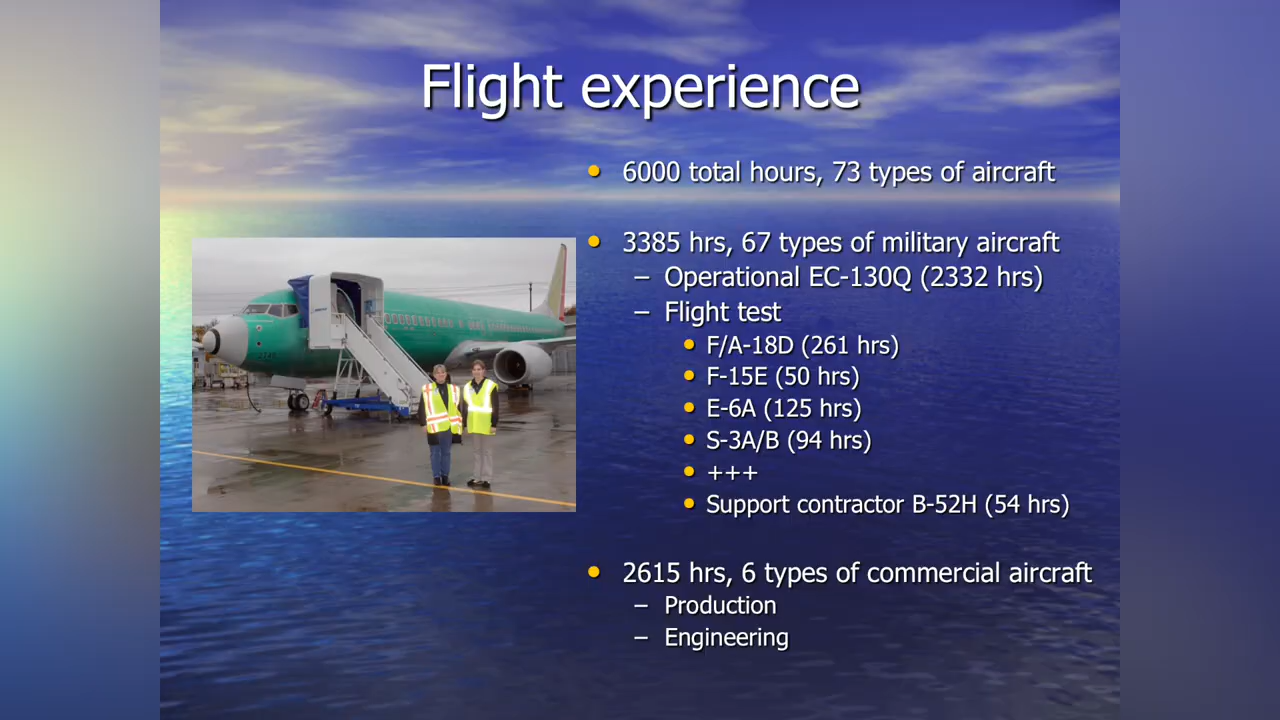 Flight experience
• 6000 total hours, 73 types of aircraft
• 3385 hrs, 67 types of military aircraft
– Operational EC-130Q (2332 hrs)
– Flight test
• F/A-18D (261 hrs)
• F-15E (50 hrs)
• E-6A (125 hrs)
• S-3A/B (94 hrs)
• +++
• Support contractor B-52H (54 hrs)
• 2615 hrs, 6 types of commercial aircraft
– Production
– Engineering